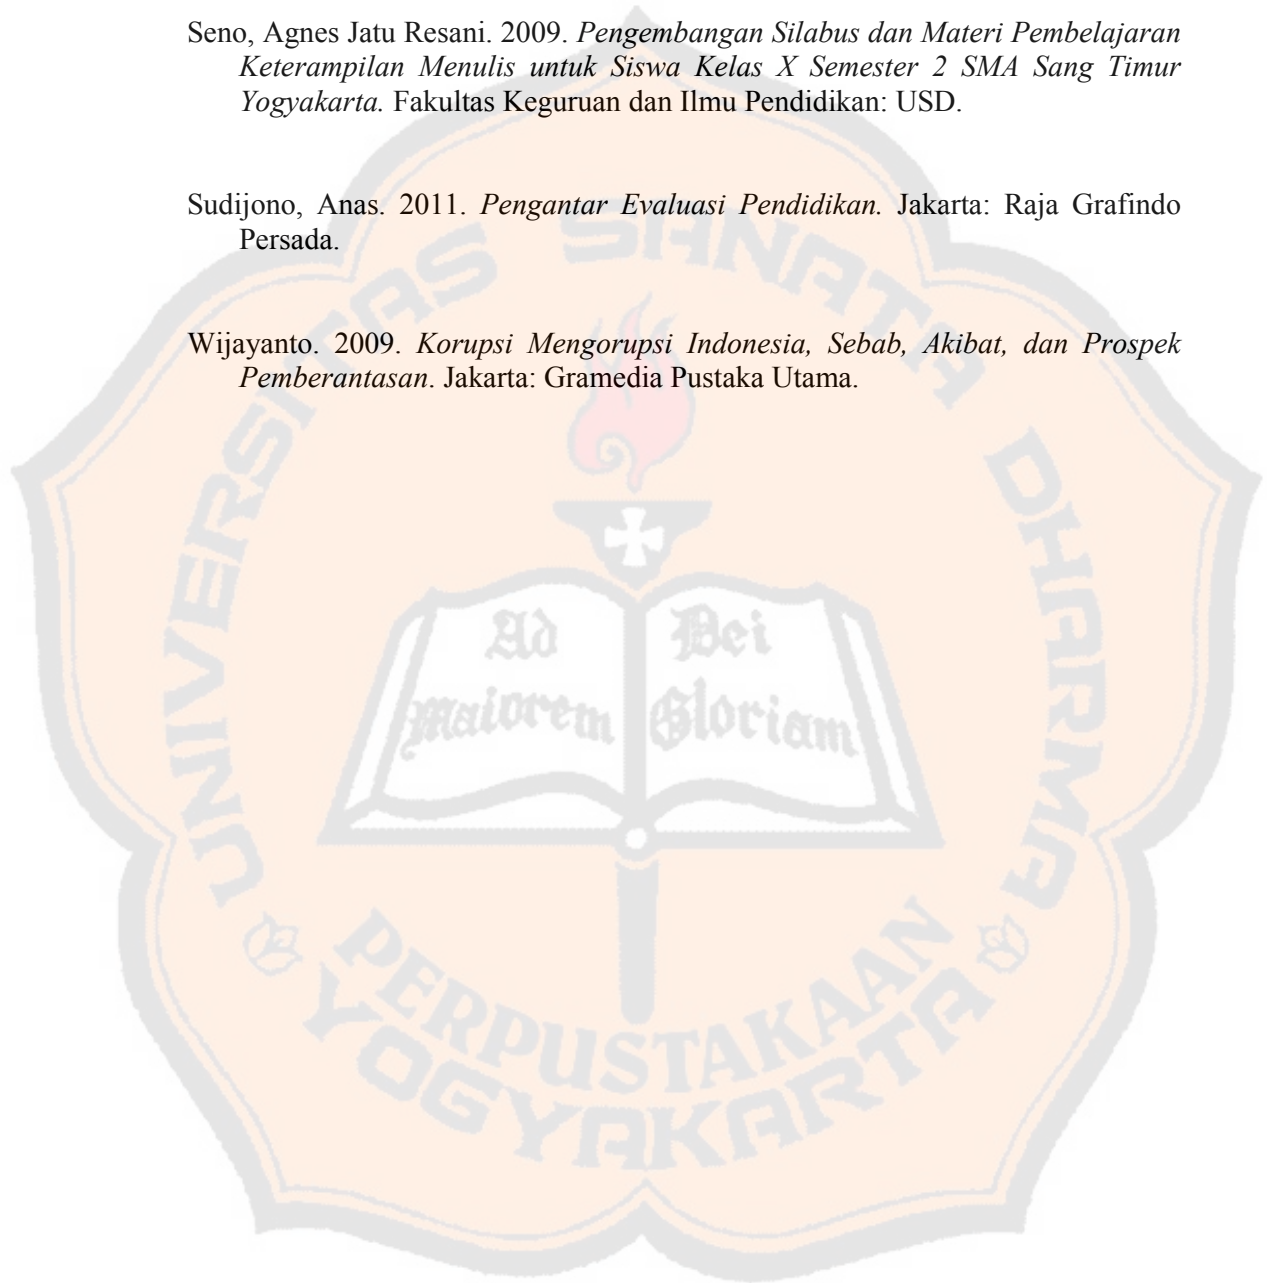 Seno, Agnes Jatu Resani. 2009. Pengembangan Silabus dan Materi Pembelajaran
Keterampilan Menulis untuk Siswa Kelas X Semester 2 SMA Sang Timur
Yogyakarta. Fakultas Keguruan dan Ilmu Pendidikan: USD.
Sudijono, Anas. 2011. Pengantar Evaluasi Pendidikan. Jakarta: Raja Grafindo
Persada.
Wijayanto. 2009. Korupsi Mengorupsi Indonesia, Sebab, Akibat, dan Prospek
Pemberantasan. Jakarta: Gramedia Pustaka Utama.
UNIVERSITAS SANATA DHARMA
Ad Dei
Maiorem Gloriam
PERPUSTAKAAN
YOGYAKARTA